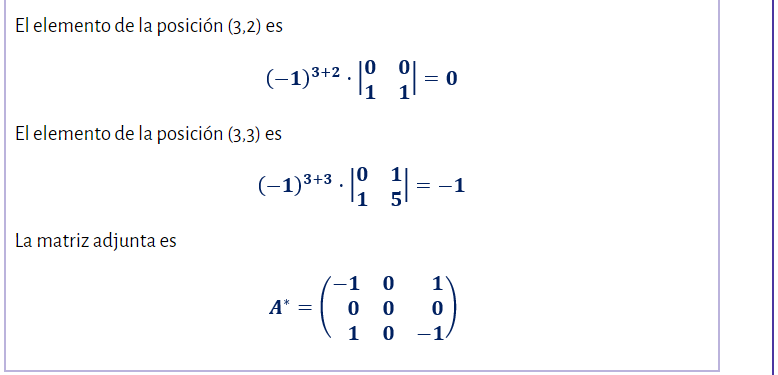 El elemento de la posición (3,2) es
(−1)³⁺² · |0 0|
|1 1| = 0
El elemento de la posición (3,3) es
(−1)³⁺³ · |0 1|
|1 5| = −1
La matriz adjunta es
A* = (−1 0 1
0 0 0
1 0 −1)